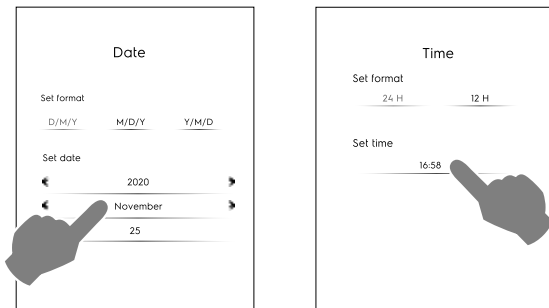 Date
Set format
D/M/Y M/D/Y Y/M/D
Set date
2020
November
25
Time
Set format
24 H 12 H
Set time
16:58